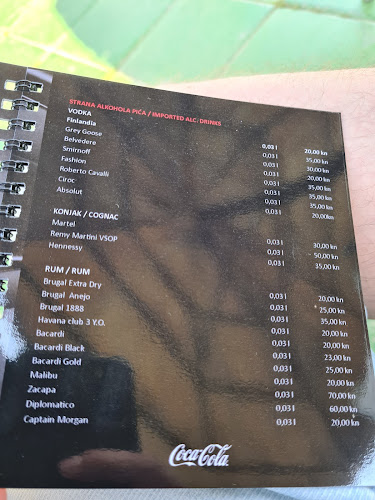 STRANA ALKOHOLA PIĆA / IMPORTED ALC. DRINKS
VODKA
Finlandia 0,03 l 20,00 kn
Grey Goose 0,03 l 35,00 kn
Belvedere 0,03 l 30,00 kn
Smirnoff 0,03 l 20,00 kn
Fashion 0,03 l 35,00 kn
Roberto Cavalli 0,03 l 35,00 kn
Ciroc 0,03 l 35,00 kn
Absolut 0,03 l 20,00kn
KONJAK / COGNAC
Martel 0,03 l 30,00 kn
Remy Martini VSOP 0,03 l 50,00 kn
Hennessy 0,03 l 35,00 kn
RUM / RUM
Brugal Extra Dry 0,03 l 20,00 kn
Brugal Anejo 0,03 l 25,00 kn
Brugal 1888 0,03 l 35,00 kn
Havana club 3 Y.O. 0,03 l 20,00 kn
Bacardi 0,03 l 20,00 kn
Bacardi Black 0,03 l 23,00 kn
Bacardi Gold 0,03 l 25,00 kn
Malibu 0,03 l 20,00 kn
Zacapa 0,03 l 70,00 kn
Diplomatico 0,03 l 60,00 kn
Captain Morgan 0,03 l 20,00 kn
Coca-Cola